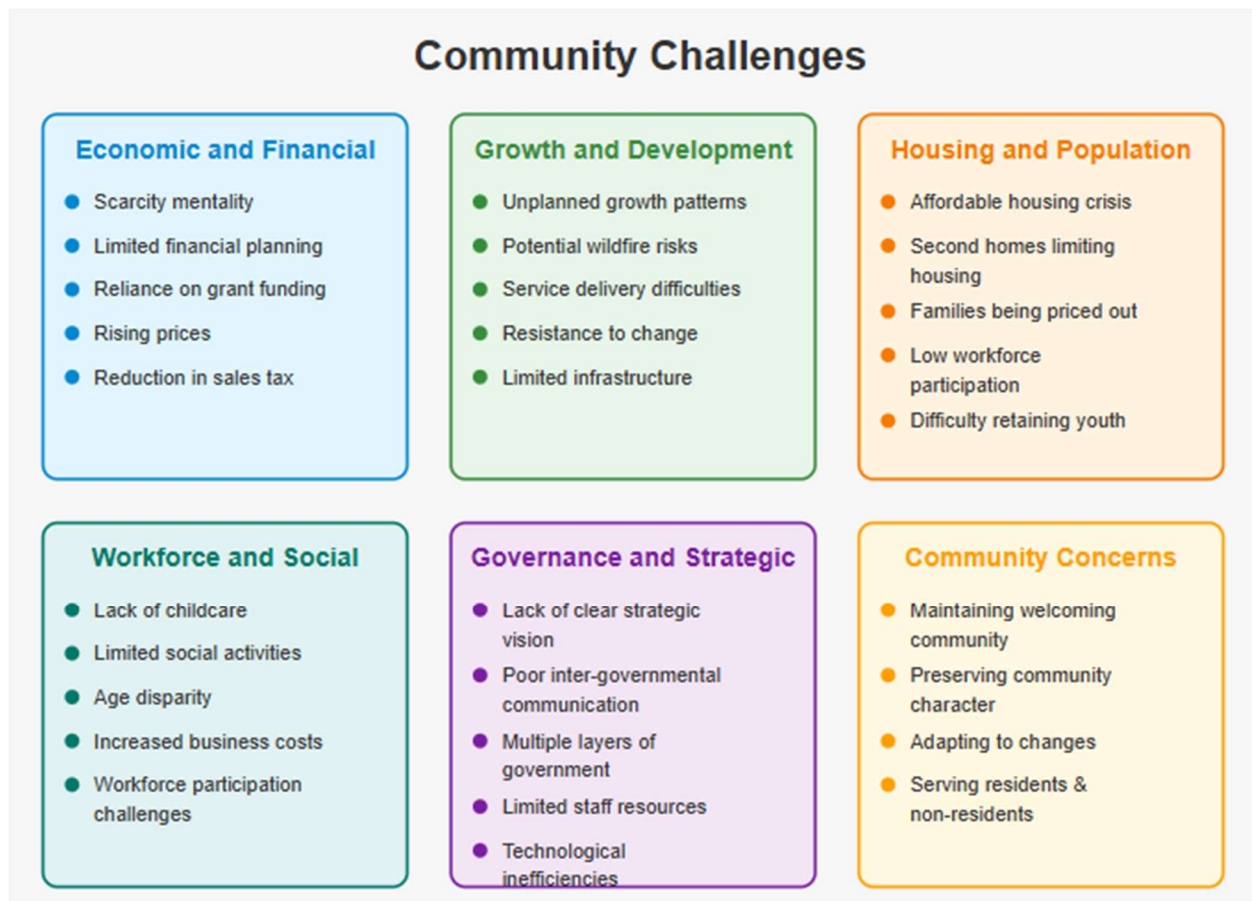 Community Challenges
Economic and Financial
Scarcity mentality
Limited financial planning
Reliance on grant funding
Rising prices
Reduction in sales tax
Growth and Development
Unplanned growth patterns
Potential wildfire risks
Service delivery difficulties
Resistance to change
Limited infrastructure
Housing and Population
Affordable housing crisis
Second homes limiting
housing
Families being priced out
Low workforce
participation
Difficulty retaining youth
Workforce and Social
Lack of childcare
Limited social activities
Age disparity
Increased business costs
Workforce participation
challenges
Governance and Strategic
Lack of clear strategic
vision
Poor inter-governmental
communication
Multiple layers of
government
Limited staff resources
Technological
inefficiencies
Community Concerns
Maintaining welcoming
community
Preserving community
character
Adapting to changes
Serving residents &
non-residents